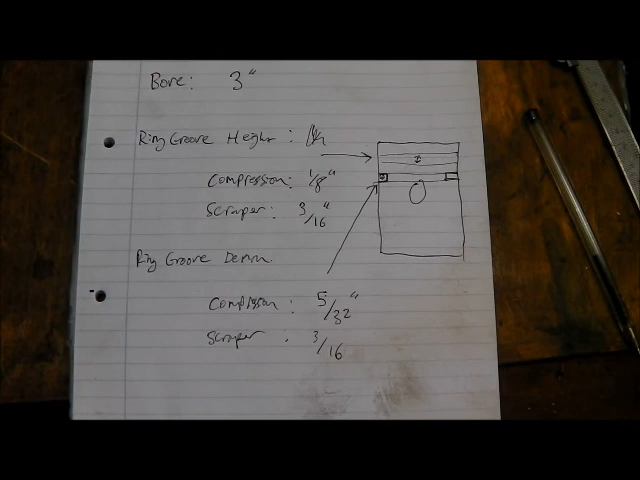 Bore: 3"
Ring Groove Height:
Compression: 1/8"
Scraper: 3/16"
Ring Groove
Compression: 5/32"
Scraper: 3/16